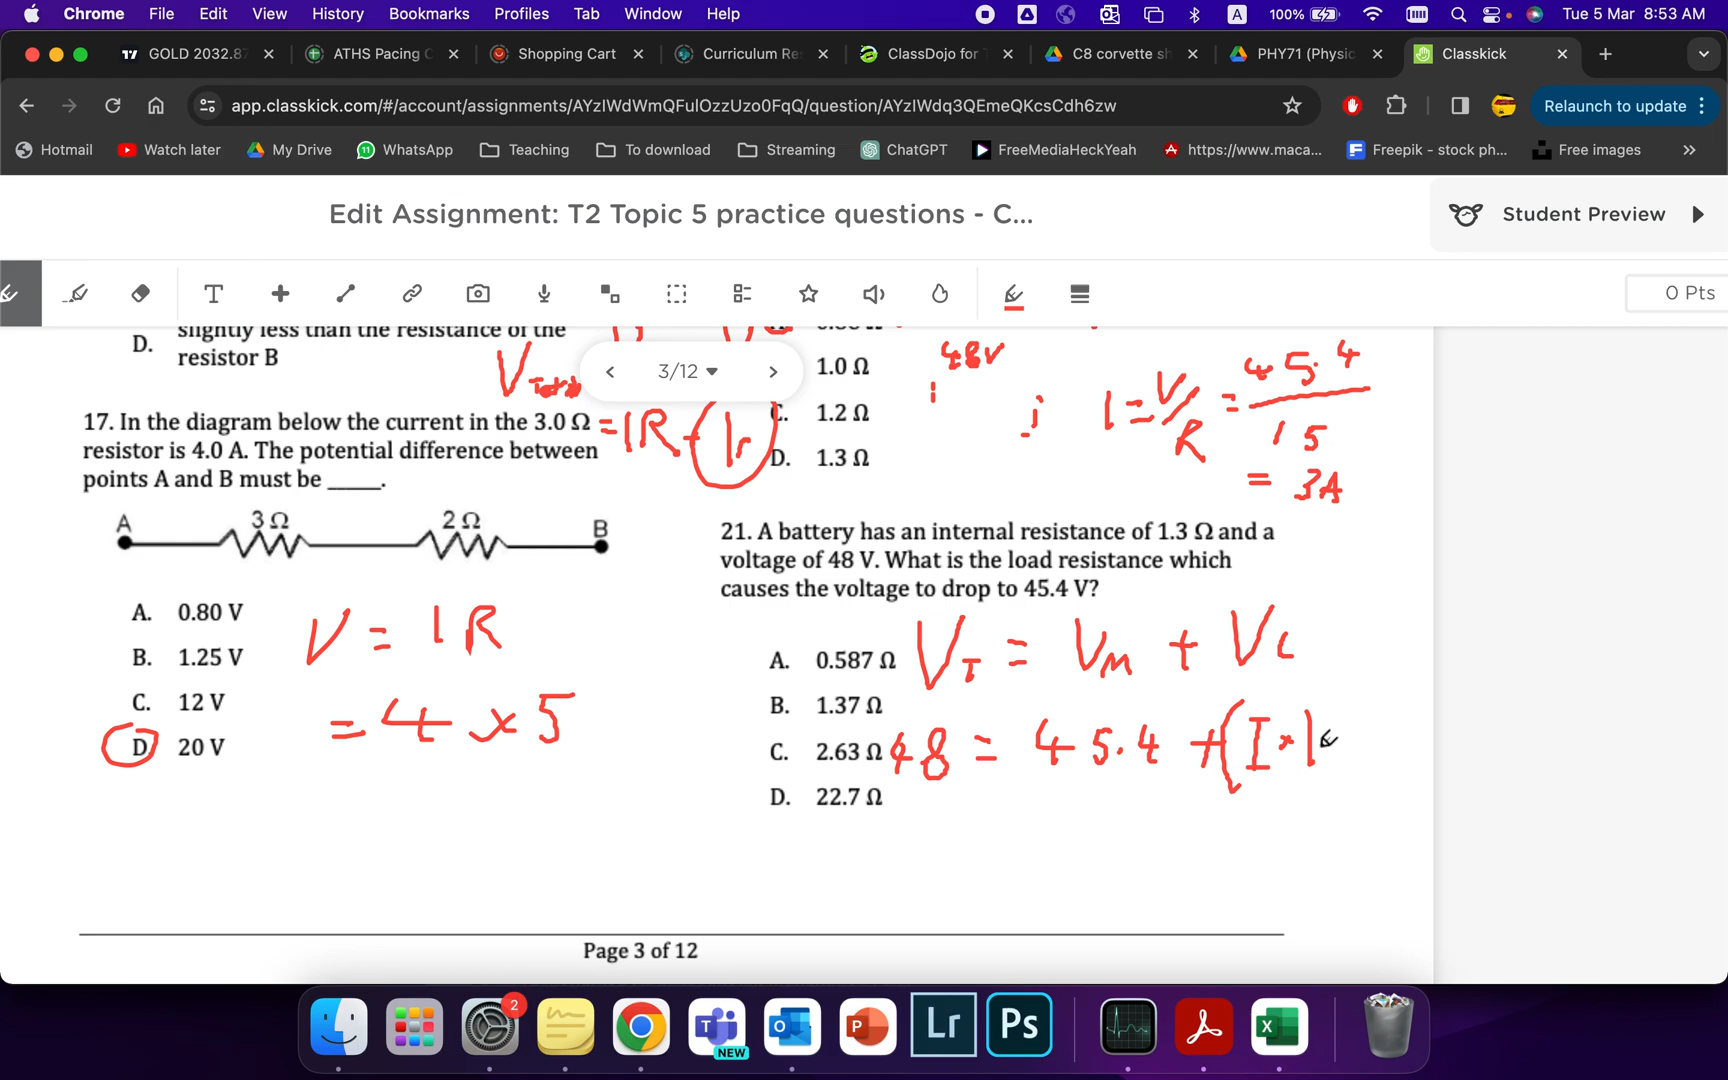 Chrome File Edit View History Bookmarks Profiles Tab Window Help 100% Tue 5 Mar 8:53 AM
GOLD 2032.87 ATHS Pacing C Shopping Cart Curriculum Re ClassDojo for T C8 corvette sh PHY71 (Physic Classkick
app.classkick.com/#/account/assignments/AYzIWdWmQFulOzzUzo0FqQ/question/AYzIWdq3QEmeQKcsCdh6zw Relaunch to update
Hotmail Watch later My Drive WhatsApp Teaching To download Streaming ChatGPT FreeMediaHeckYeah https://www.maca... Freepik - stock ph... Free images
Edit Assignment: T2 Topic 5 practice questions - C... Student Preview
0 Pts
3/12
slightly less than the resistance of the
D. resistor B
17. In the diagram below the current in the 3.0 Ω
resistor is 4.0 A. The potential difference between
points A and B must be _____.
A 3 Ω 2 Ω B
A. 0.80 V
B. 1.25 V
C. 12 V
D. 20 V
V = IR
= 4 × 5
= IR + Ir
1.0 Ω
C. 1.2 Ω
D. 1.3 Ω
48V
I = V/R = 45.4
15
= 3A
21. A battery has an internal resistance of 1.3 Ω and a
voltage of 48 V. What is the load resistance which
causes the voltage to drop to 45.4 V?
A. 0.587 Ω
B. 1.37 Ω
C. 2.63 Ω
D. 22.7 Ω
VT = VM + VL
48 = 45.4 + (I × 1
Page 3 of 12
2
NEW
Lr Ps